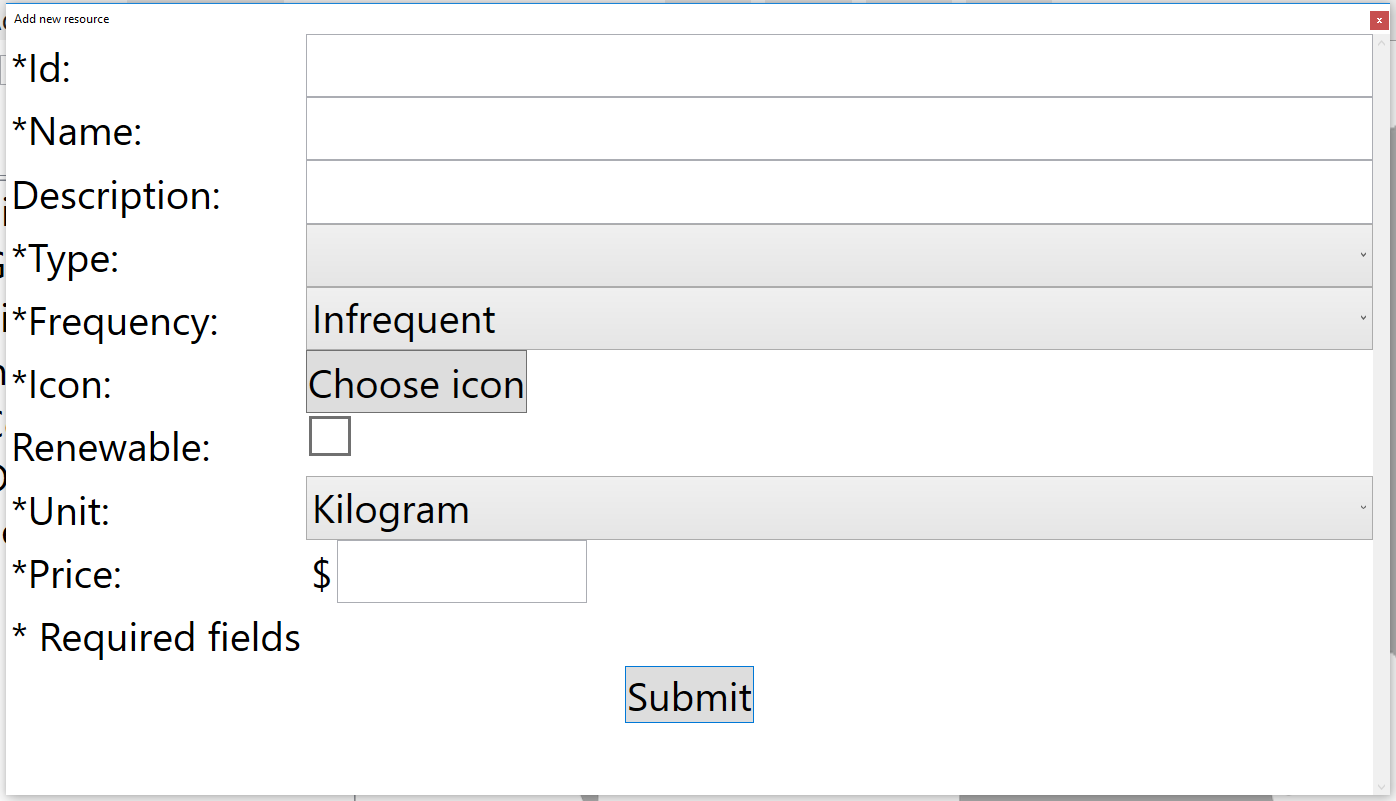 Add new resource
x
*Id:
*Name:
Description:
*Type:
*Frequency: Infrequent
*Icon: Choose icon
Renewable:
*Unit: Kilogram
*Price: $
* Required fields
Submit